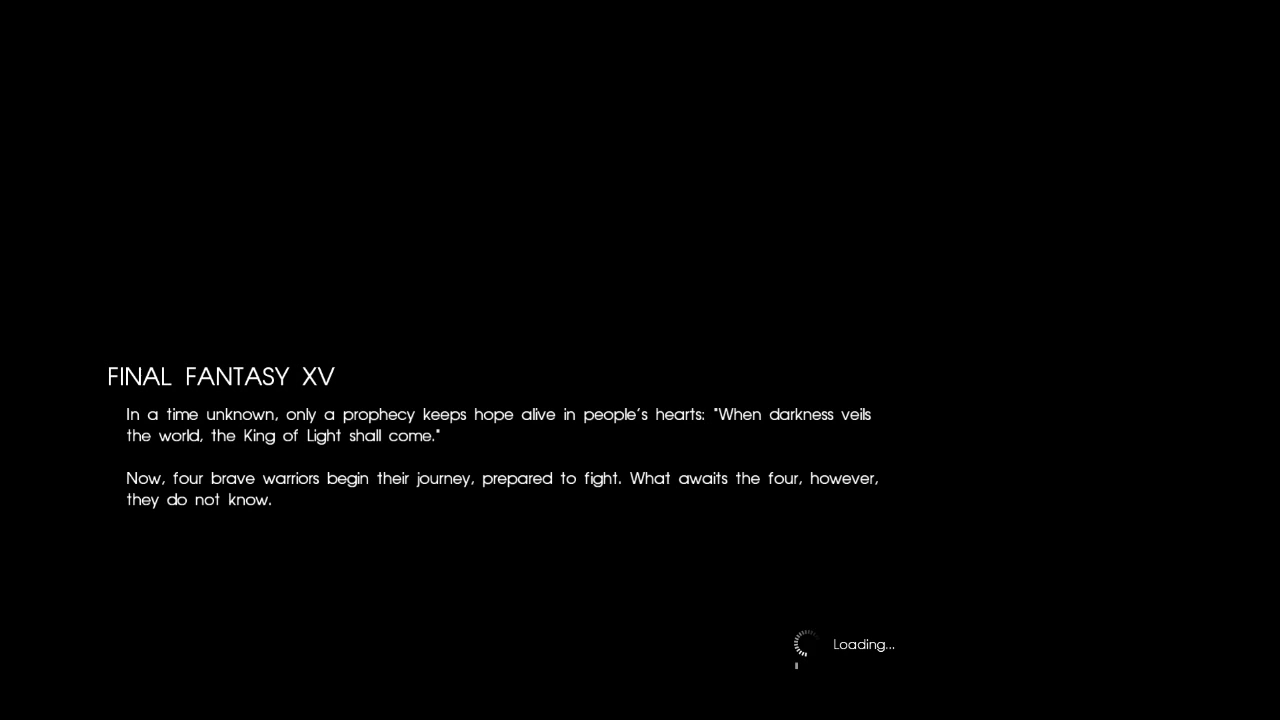 FINAL FANTASY XV
In a time unknown, only a prophecy keeps hope alive in people's hearts: "When darkness veils
the world, the King of Light shall come."
Now, four brave warriors begin their journey, prepared to fight. What awaits the four, however,
they do not know.
Loading...